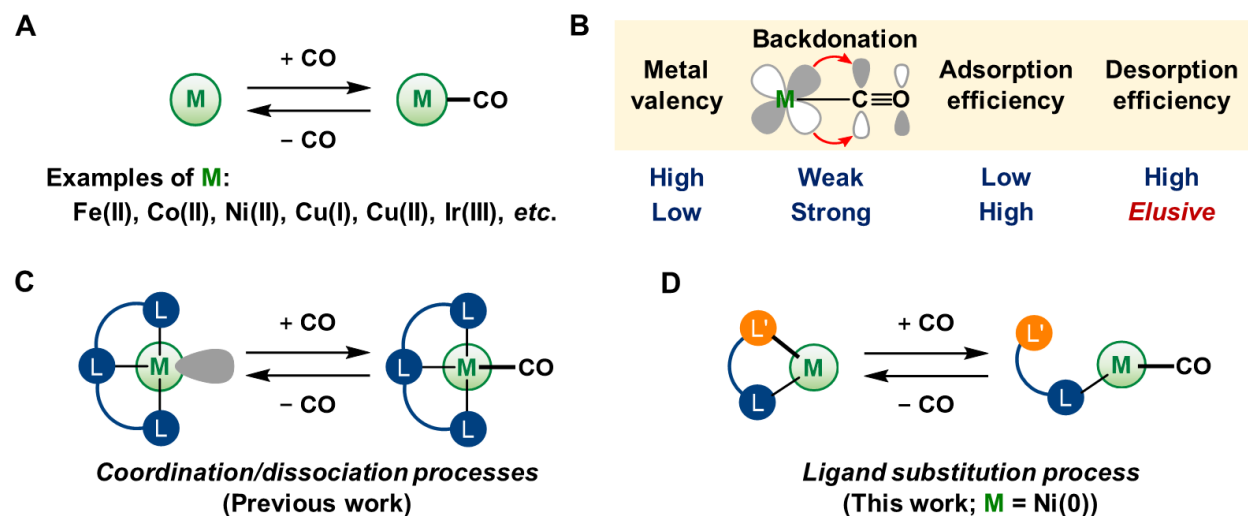 A
+ CO
M
M
CO
− CO
Examples of M:
Fe(II), Co(II), Ni(II), Cu(I), Cu(II), Ir(III), etc.
B
Metal valency
Backdonation
M C≡O
Adsorption efficiency
Desorption efficiency
High Weak Low High
Low Strong High Elusive
C
L
L M
L
+ CO
− CO
L
L M CO
L
Coordination/dissociation processes
(Previous work)
D
L'
M
L
+ CO
− CO
L'
M CO
L
Ligand substitution process
(This work; M = Ni(0))